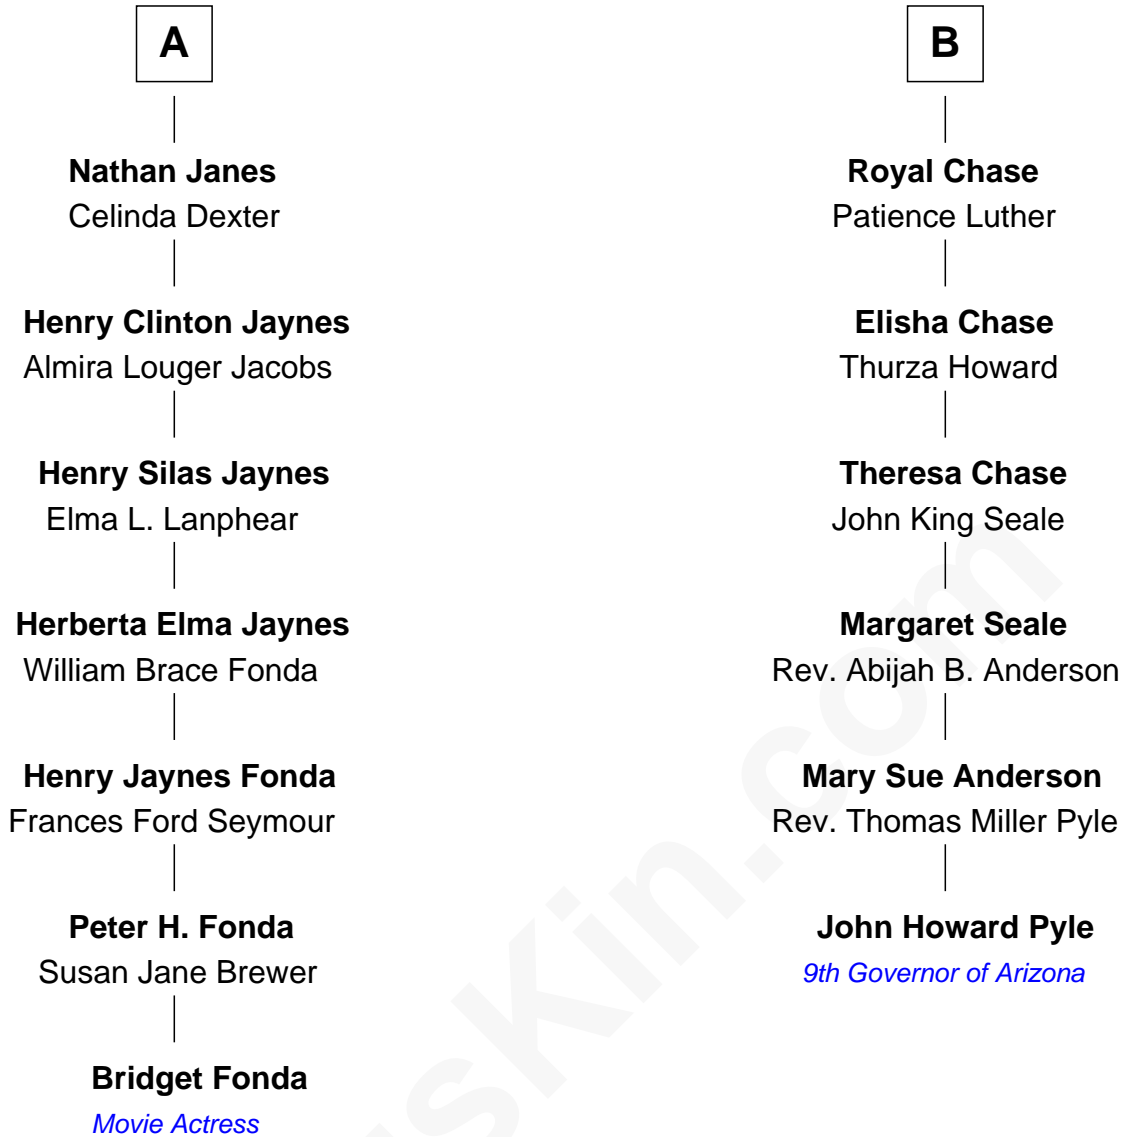 A
Nathan Janes
Celinda Dexter
Henry Clinton Jaynes
Almira Louger Jacobs
Henry Silas Jaynes
Elma L. Lanphear
Herberta Elma Jaynes
William Brace Fonda
Henry Jaynes Fonda
Frances Ford Seymour
Peter H. Fonda
Susan Jane Brewer
Bridget Fonda
Movie Actress
B
Royal Chase
Patience Luther
Elisha Chase
Thurza Howard
Theresa Chase
John King Seale
Margaret Seale
Rev. Abijah B. Anderson
Mary Sue Anderson
Rev. Thomas Miller Pyle
John Howard Pyle
9th Governor of Arizona
sKin.com